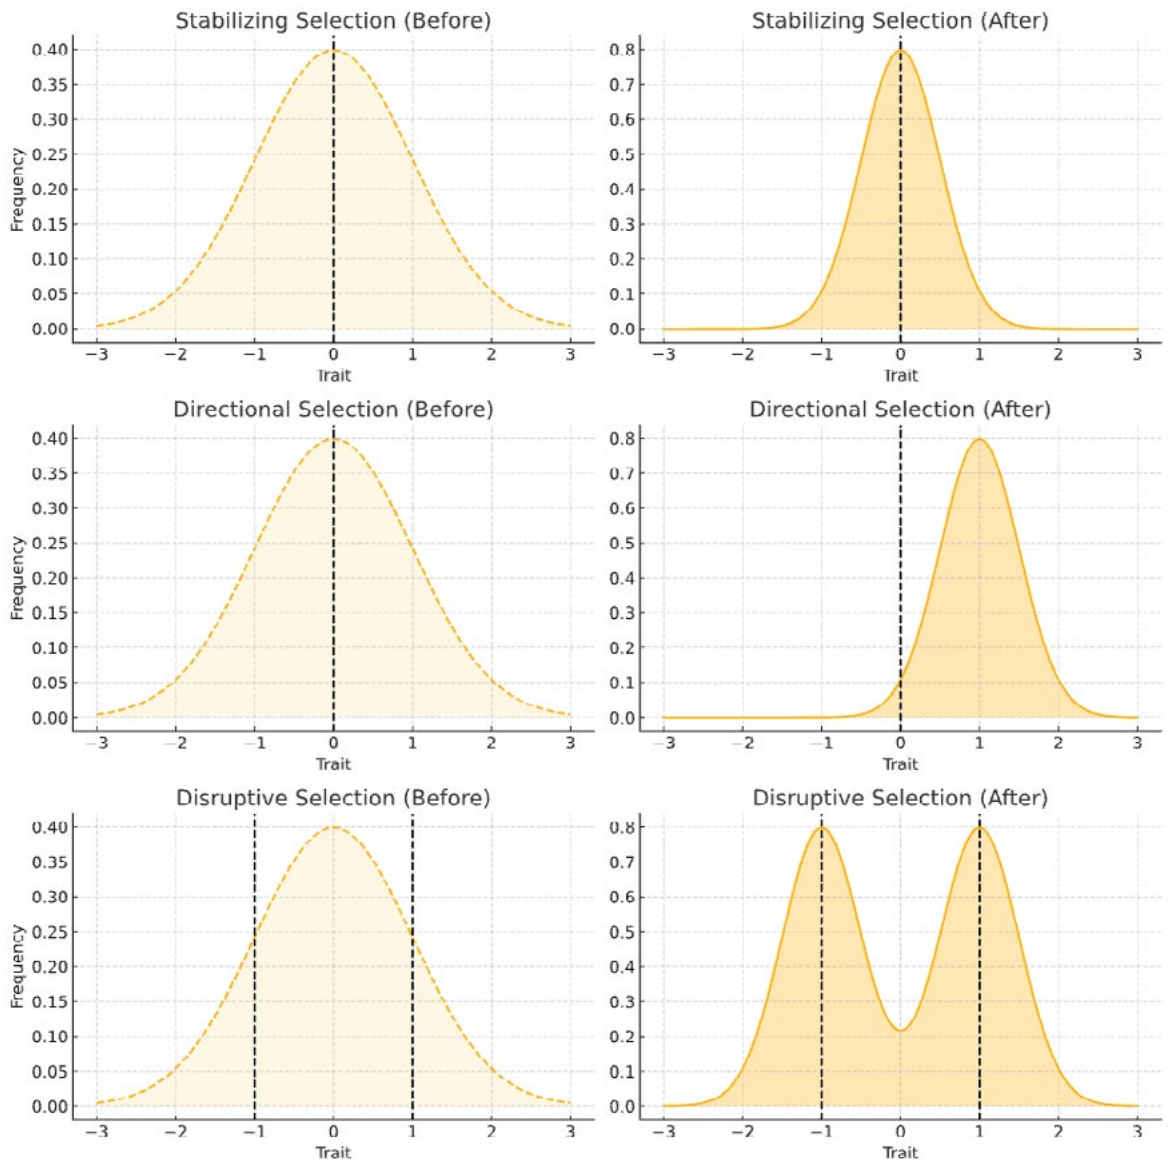 Stabilizing Selection (Before)
Stabilizing Selection (After)
0.40
0.35
0.30
0.25
0.20
0.15
0.10
0.05
0.00
Frequency
−3 −2 −1 0 1 2 3
Trait
0.8
0.7
0.6
0.5
0.4
0.3
0.2
0.1
0.0
−3 −2 −1 0 1 2 3
Trait
Directional Selection (Before)
Directional Selection (After)
0.40
0.35
0.30
0.25
0.20
0.15
0.10
0.05
0.00
Frequency
−3 −2 −1 0 1 2 3
Trait
0.8
0.7
0.6
0.5
0.4
0.3
0.2
0.1
0.0
−3 −2 −1 0 1 2 3
Trait
Disruptive Selection (Before)
Disruptive Selection (After)
0.40
0.35
0.30
0.25
0.20
0.15
0.10
0.05
0.00
Frequency
−3 −2 −1 0 1 2 3
Trait
0.8
0.7
0.6
0.5
0.4
0.3
0.2
0.1
0.0
−3 −2 −1 0 1 2 3
Trait